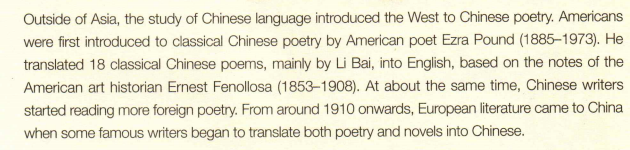 Outside of Asia, the study of Chinese language introduced the West to Chinese poetry. Americans
were first introduced to classical Chinese poetry by American poet Ezra Pound (1885–1973). He
translated 18 classical Chinese poems, mainly by Li Bai, into English, based on the notes of the
American art historian Ernest Fenollosa (1853–1908). At about the same time, Chinese writers
started reading more foreign poetry. From around 1910 onwards, European literature came to China
when some famous writers began to translate both poetry and novels into Chinese.